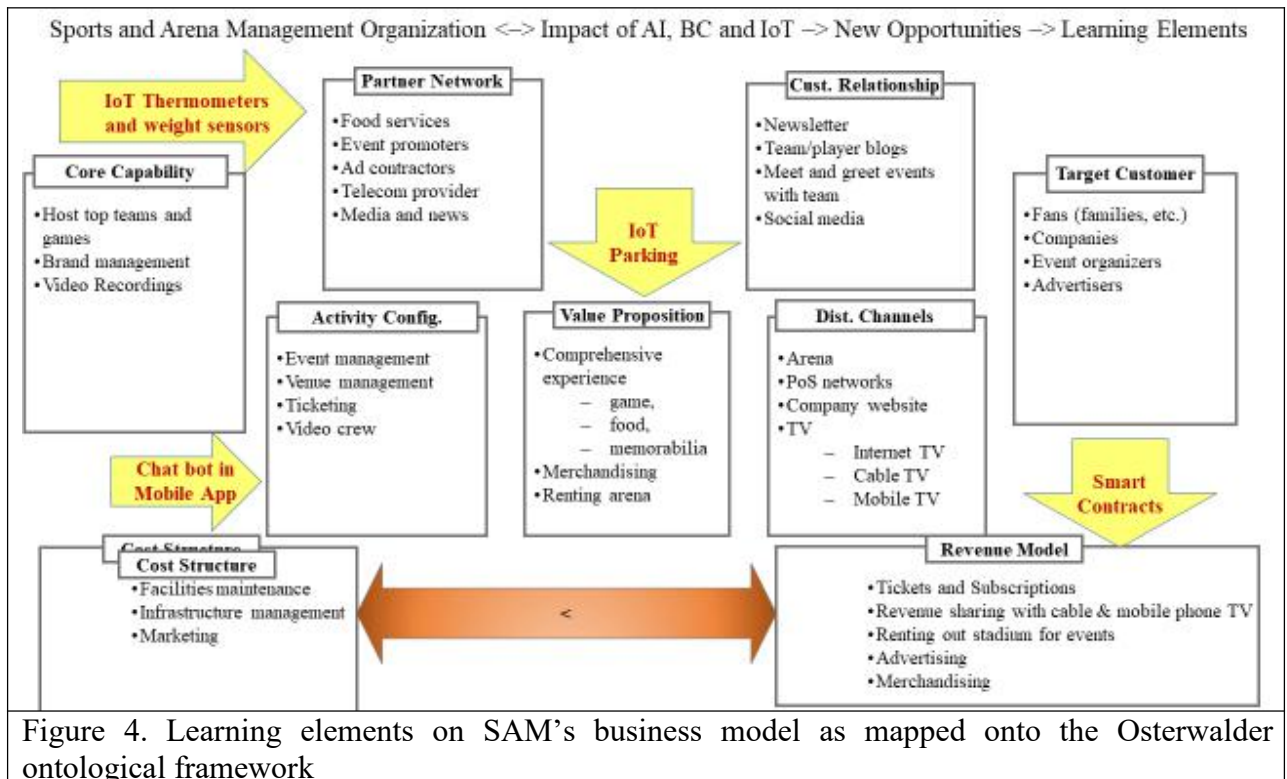 Sports and Arena Management Organization <–> Impact of AI, BC and IoT –> New Opportunities –> Learning Elements
IoT Thermometers
and weight sensors
Partner Network
•Food services
•Event promoters
•Ad contractors
•Telecom provider
•Media and news
Cust. Relationship
•Newsletter
•Team/player blogs
•Meet and greet events
with team
•Social media
Core Capability
•Host top teams and
games
•Brand management
•Video Recordings
IoT
Parking
Target Customer
•Fans (families, etc.)
•Companies
•Event organizers
•Advertisers
Activity Config.
•Event management
•Venue management
•Ticketing
•Video crew
Value Proposition
•Comprehensive
experience
– game,
– food,
– memorabilia
•Merchandising
•Renting arena
Dist. Channels
•Arena
•PoS networks
•Company website
•TV
– Internet TV
– Cable TV
– Mobile TV
Chat bot in
Mobile App
Smart
Contracts
Cost Structure
Cost Structure
•Facilities maintenance
•Infrastructure management
•Marketing
<
Revenue Model
•Tickets and Subscriptions
•Revenue sharing with cable & mobile phone TV
•Renting out stadium for events
•Advertising
•Merchandising
Figure 4. Learning elements on SAM’s business model as mapped onto the Osterwalder
ontological framework